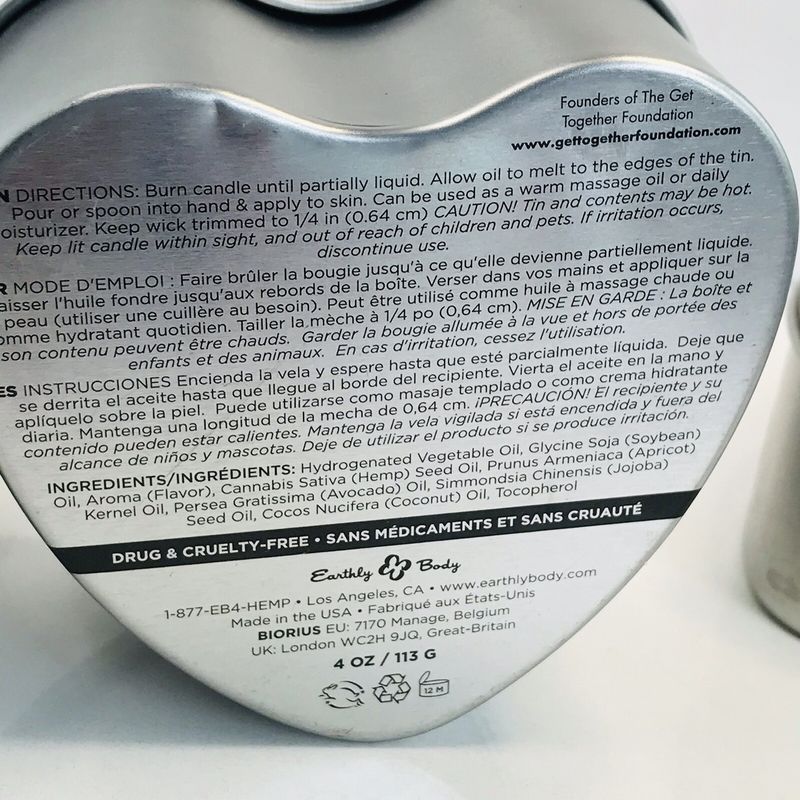 Founders of The Get
Together Foundation
www.gettogetherfoundation.com
N DIRECTIONS: Burn candle until partially liquid. Allow oil to melt to the edges of the tin.
Pour or spoon into hand & apply to skin. Can be used as a warm massage oil or daily
oisturizer. Keep wick trimmed to 1/4 in (0.64 cm) CAUTION! Tin and contents may be hot.
Keep lit candle within sight, and out of reach of children and pets. If irritation occurs,
discontinue use.
R MODE D'EMPLOI : Faire brûler la bougie jusqu'à ce qu'elle devienne partiellement liquide.
aisser l'huile fondre jusqu'aux rebords de la boîte. Verser dans vos mains et appliquer sur la
peau (utiliser une cuillère au besoin). Peut être utilisé comme huile à massage chaude ou
omme hydratant quotidien. Tailler la mèche à 1/4 po (0,64 cm). MISE EN GARDE : La boîte et
son contenu peuvent être chauds. Garder la bougie allumée à la vue et hors de portée des
enfants et des animaux. En cas d'irritation, cessez l'utilisation.
ES INSTRUCCIONES Encienda la vela y espere hasta que esté parcialmente líquida. Deje que
se derrita el aceite hasta que llegue al borde del recipiente. Vierta el aceite en la mano y
aplíquelo sobre la piel. Puede utilizarse como masaje templado o como crema hidratante
diaria. Mantenga una longitud de la mecha de 0,64 cm. ¡PRECAUCIÓN! El recipiente y su
contenido pueden estar calientes. Mantenga la vela vigilada si está encendida y fuera del
alcance de niños y mascotas. Deje de utilizar el producto si se produce irritación.
INGREDIENTS/INGRÉDIENTS: Hydrogenated Vegetable Oil, Glycine Soja (Soybean)
Oil, Aroma (Flavor), Cannabis Sativa (Hemp) Seed Oil, Prunus Armeniaca (Apricot)
Kernel Oil, Persea Gratissima (Avocado) Oil, Simmondsia Chinensis (Jojoba)
Seed Oil, Cocos Nucifera (Coconut) Oil, Tocopherol
DRUG & CRUELTY-FREE • SANS MÉDICAMENTS ET SANS CRUAUTÉ
Earthly Body
1-877-EB4-HEMP • Los Angeles, CA • www.earthlybody.com
Made in the USA • Fabriqué aux États-Unis
BIORIUS EU: 7170 Manage, Belgium
UK: London WC2H 9JQ, Great-Britain
4 OZ / 113 G
12 M